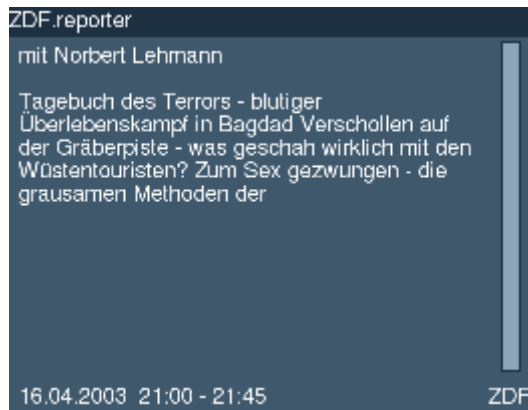 ZDF.reporter
mit Norbert Lehmann
Tagebuch des Terrors - blutiger
Überlebenskampf in Bagdad Verschollen auf
der Gräberpiste - was geschah wirklich mit den
Wüstentouristen? Zum Sex gezwungen - die
grausamen Methoden der
16.04.2003 21:00 - 21:45 ZDF